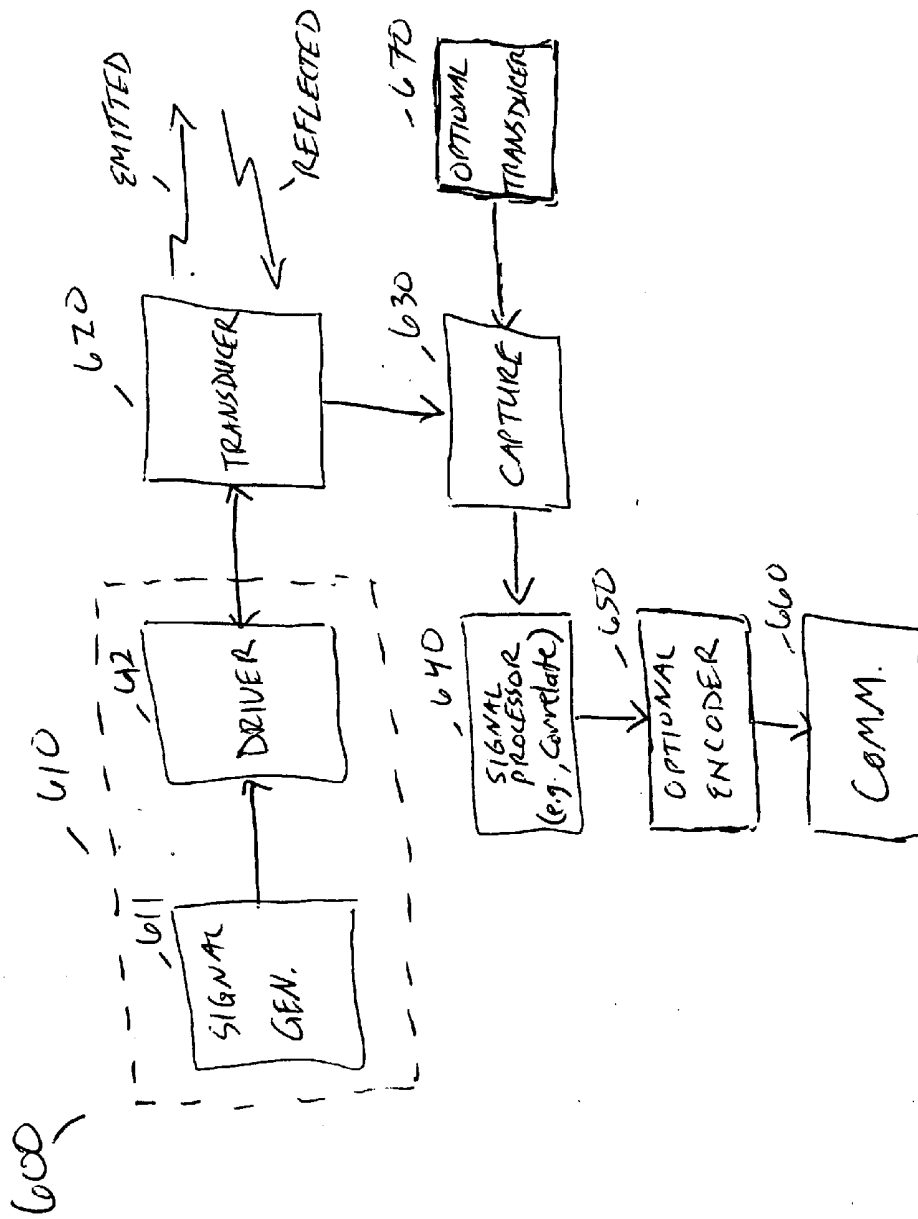 600
610
611
SIGNAL
GEN.
612
DRIVER
620
TRANSDUCER
EMITTED
REFLECTED
630
CAPTURE
670
OPTIONAL
TRANSDUCER
640
SIGNAL
PROCESSOR
(e.g., Correlate)
650
OPTIONAL
ENCODER
660
COMM.